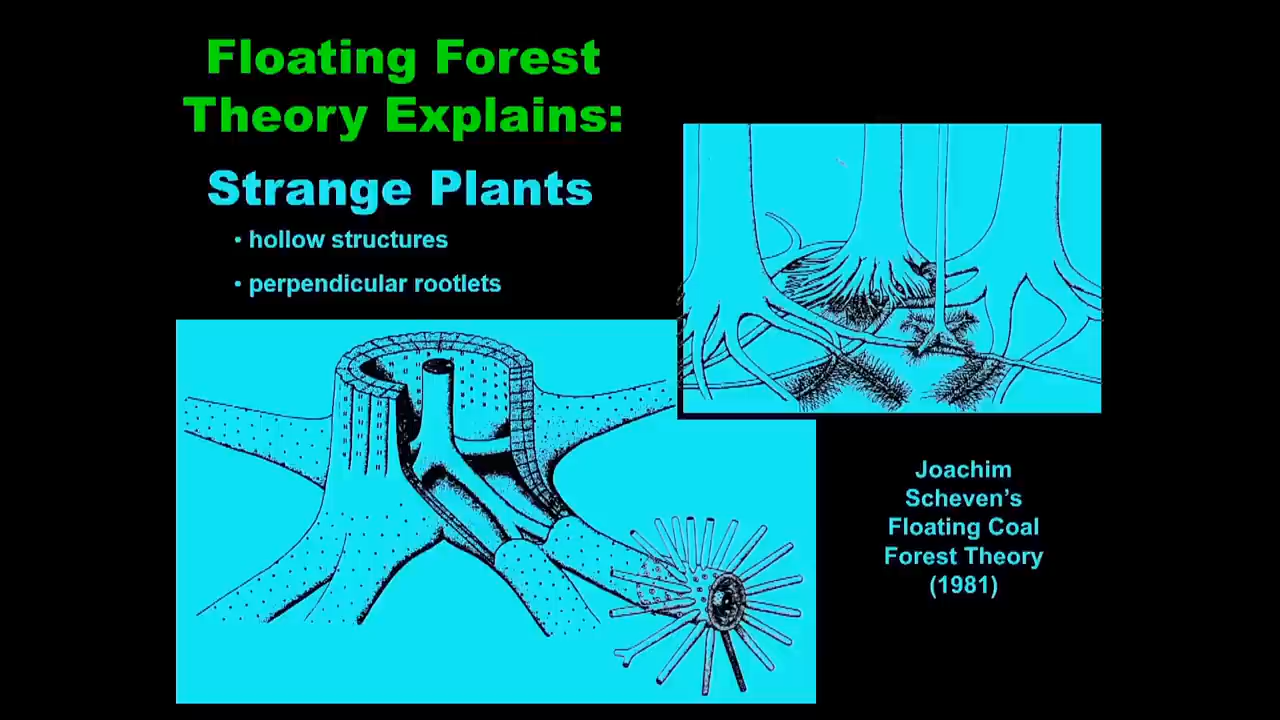 Floating Forest
Theory Explains:
Strange Plants
• hollow structures
• perpendicular rootlets
Joachim
Scheven's
Floating Coal
Forest Theory
(1981)